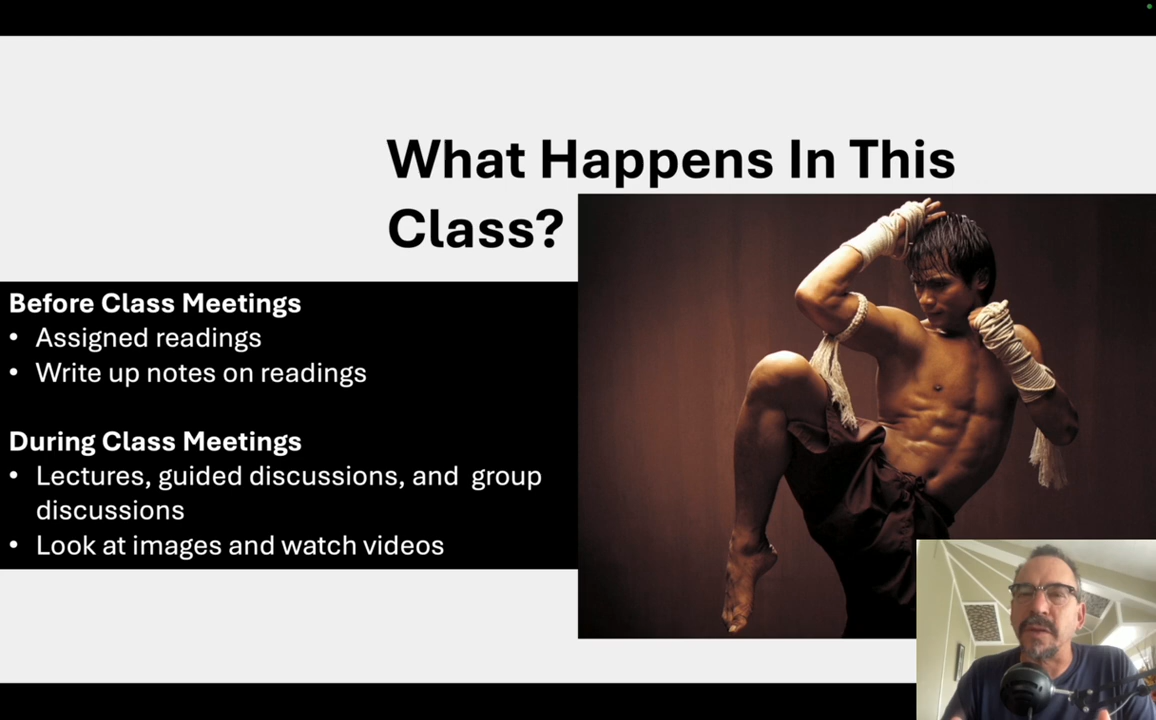 What Happens In This
Class?
Before Class Meetings
• Assigned readings
• Write up notes on readings
During Class Meetings
• Lectures, guided discussions, and  group
discussions
• Look at images and watch videos